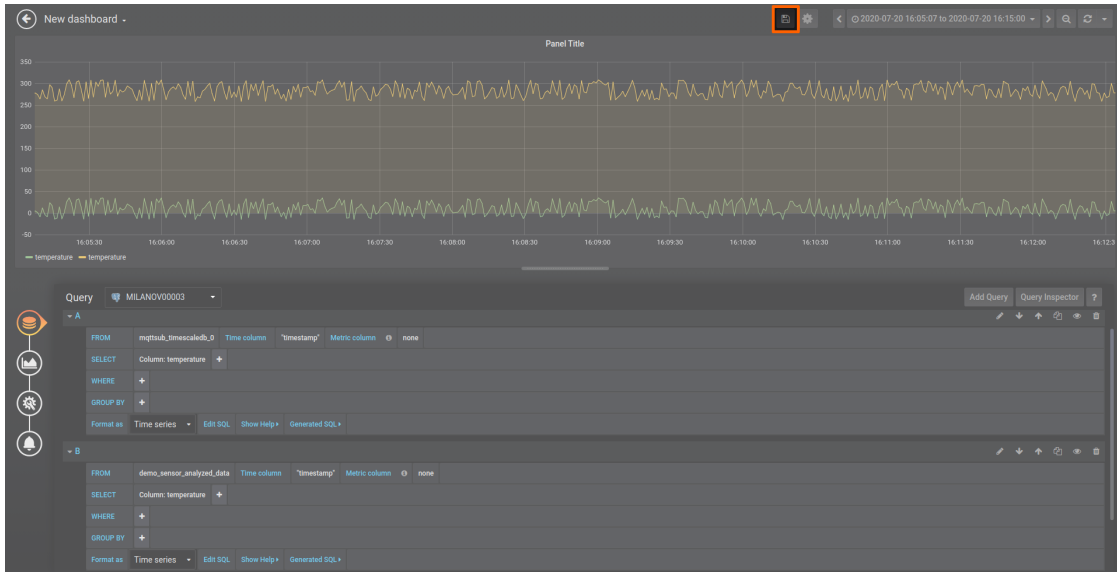 New dashboard
2020-07-20 16:05:07 to 2020-07-20 16:15:00
Panel Title
350
300
250
200
150
100
50
0
-50
16:05:30 16:06:00 16:06:30 16:07:00 16:07:30 16:08:00 16:08:30 16:09:00 16:09:30 16:10:00 16:10:30 16:11:00 16:11:30 16:12:00 16:12:3
temperature temperature
Query MILANOV00003 Add Query Query Inspector ?
A
FROM mqttsub_timescaledb_0 Time column "timestamp" Metric column none
SELECT Column: temperature +
WHERE +
GROUP BY +
Format as Time series Edit SQL Show Help Generated SQL
B
FROM demo_sensor_analyzed_data Time column "timestamp" Metric column none
SELECT Column: temperature +
WHERE +
GROUP BY +
Format as Time series Edit SQL Show Help Generated SQL